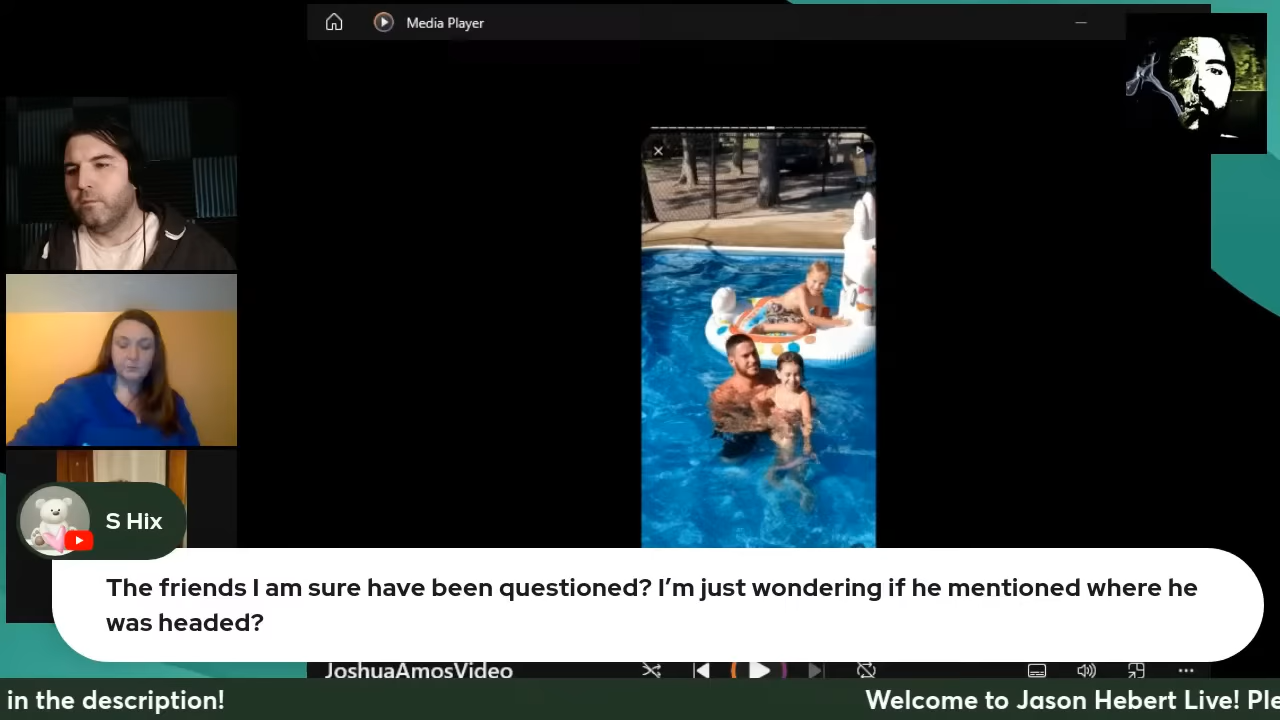 Media Player
S Hix
The friends I am sure have been questioned? I’m just wondering if he mentioned where he
was headed?
JoshuaAmosVideo
in the description!
Welcome to Jason Hebert Live! Ple